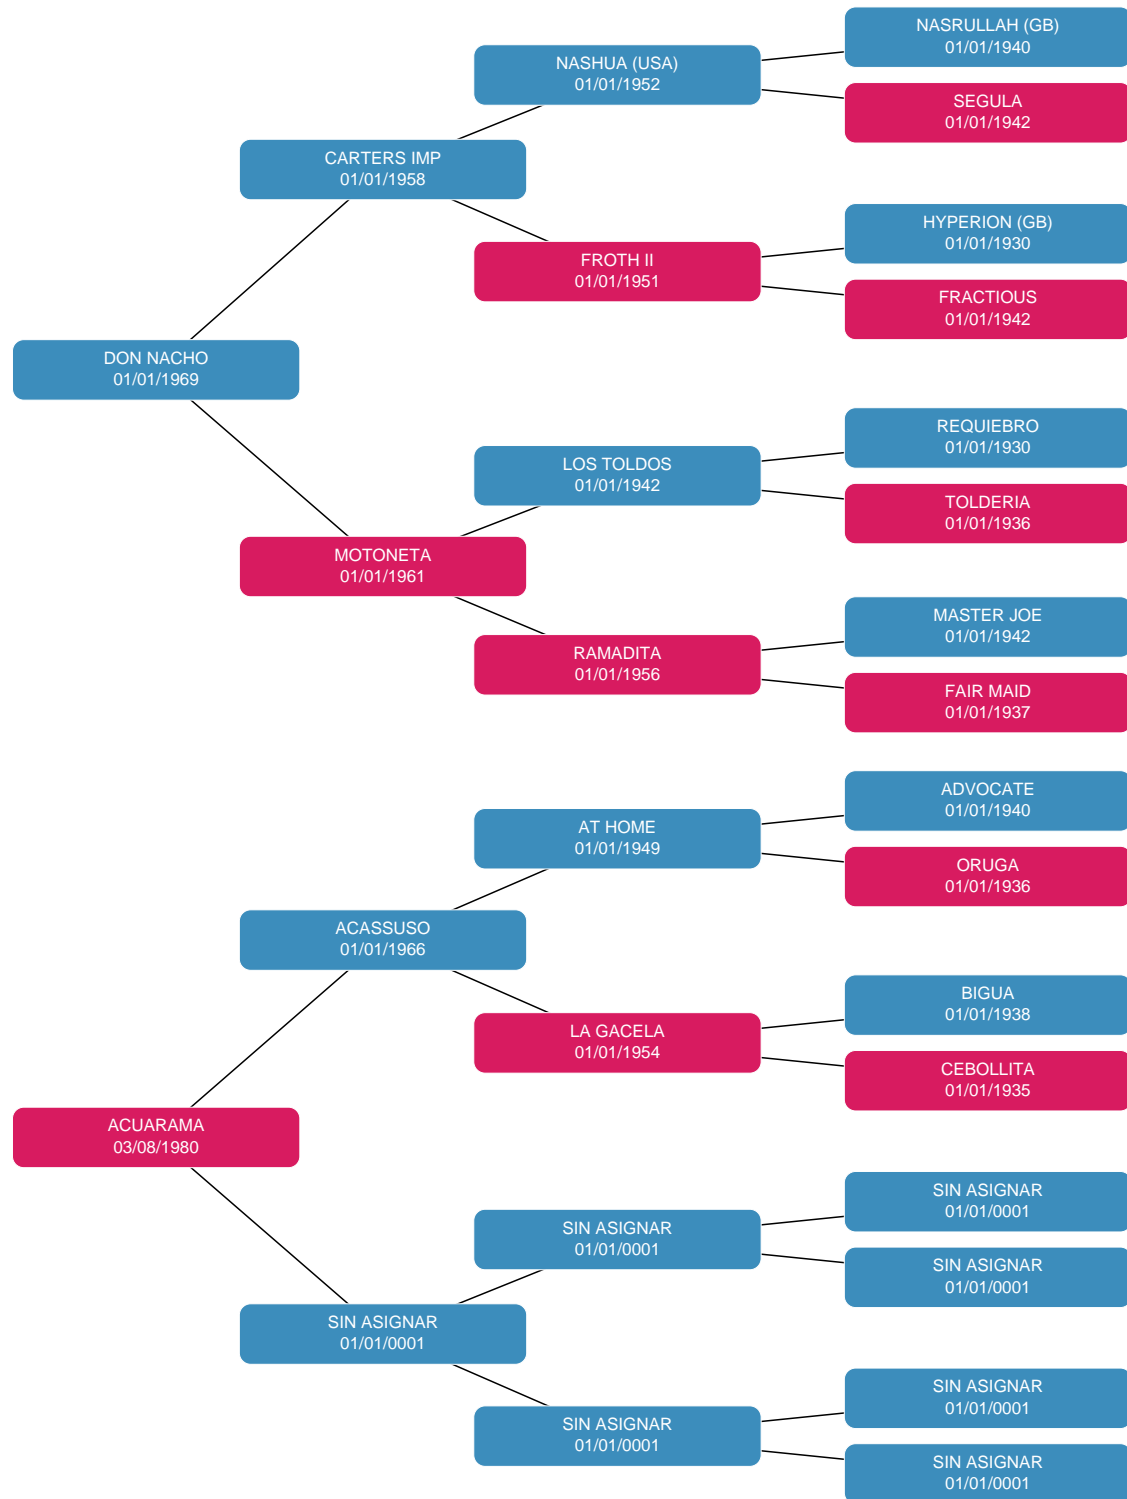 NASRULLAH (GB)
01/01/1940
NASHUA (USA)
01/01/1952
SEGULA
01/01/1942
CARTERS IMP
01/01/1958
HYPERION (GB)
01/01/1930
FROTH II
01/01/1951
FRACTIOUS
01/01/1942
DON NACHO
01/01/1969
REQUIEBRO
01/01/1930
LOS TOLDOS
01/01/1942
TOLDERIA
01/01/1936
MOTONETA
01/01/1961
MASTER JOE
01/01/1942
RAMADITA
01/01/1956
FAIR MAID
01/01/1937
ADVOCATE
01/01/1940
AT HOME
01/01/1949
ORUGA
01/01/1936
ACASSUSO
01/01/1966
BIGUA
01/01/1938
LA GACELA
01/01/1954
CEBOLLITA
01/01/1935
ACUARAMA
03/08/1980
SIN ASIGNAR
01/01/0001
SIN ASIGNAR
01/01/0001
SIN ASIGNAR
01/01/0001
SIN ASIGNAR
01/01/0001
SIN ASIGNAR
01/01/0001
SIN ASIGNAR
01/01/0001
SIN ASIGNAR
01/01/0001